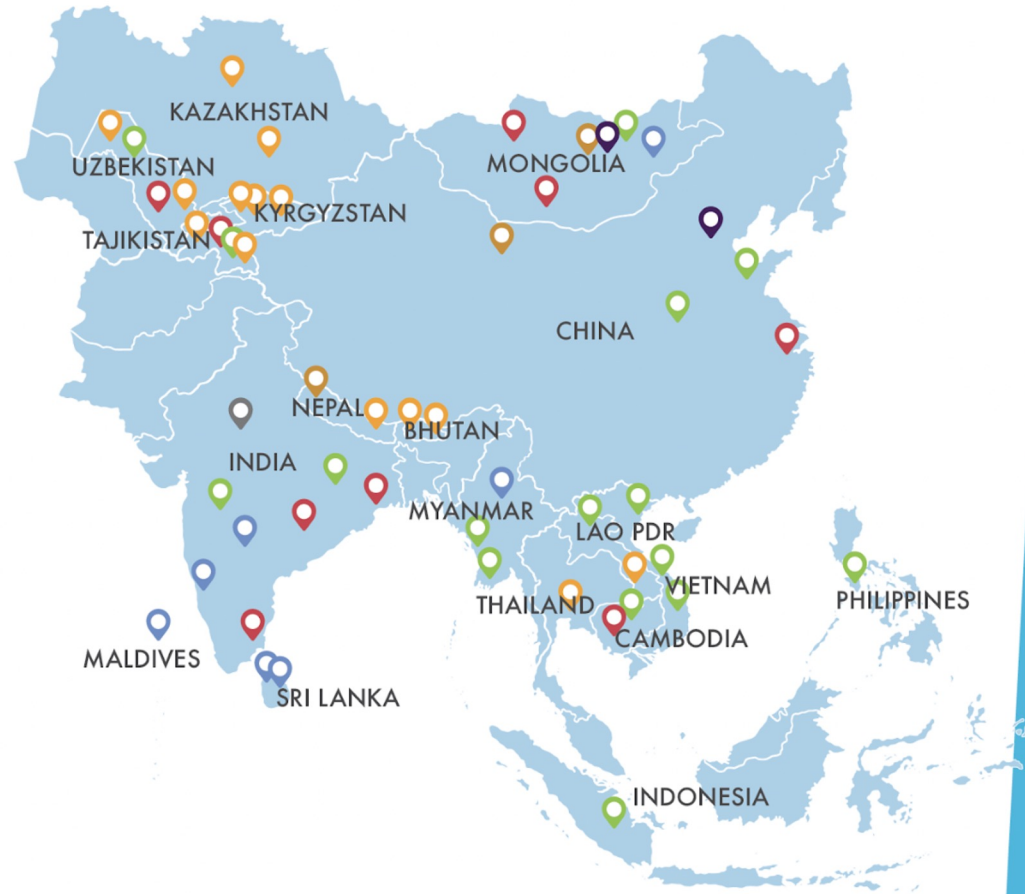 KAZAKHSTAN
UZBEKISTAN
MONGOLIA
KYRGYZSTAN
TAJIKISTAN
CHINA
NEPAL
BHUTAN
INDIA
MYANMAR
LAO PDR
VIETNAM
THAILAND
PHILIPPINES
CAMBODIA
MALDIVES
SRI LANKA
INDONESIA